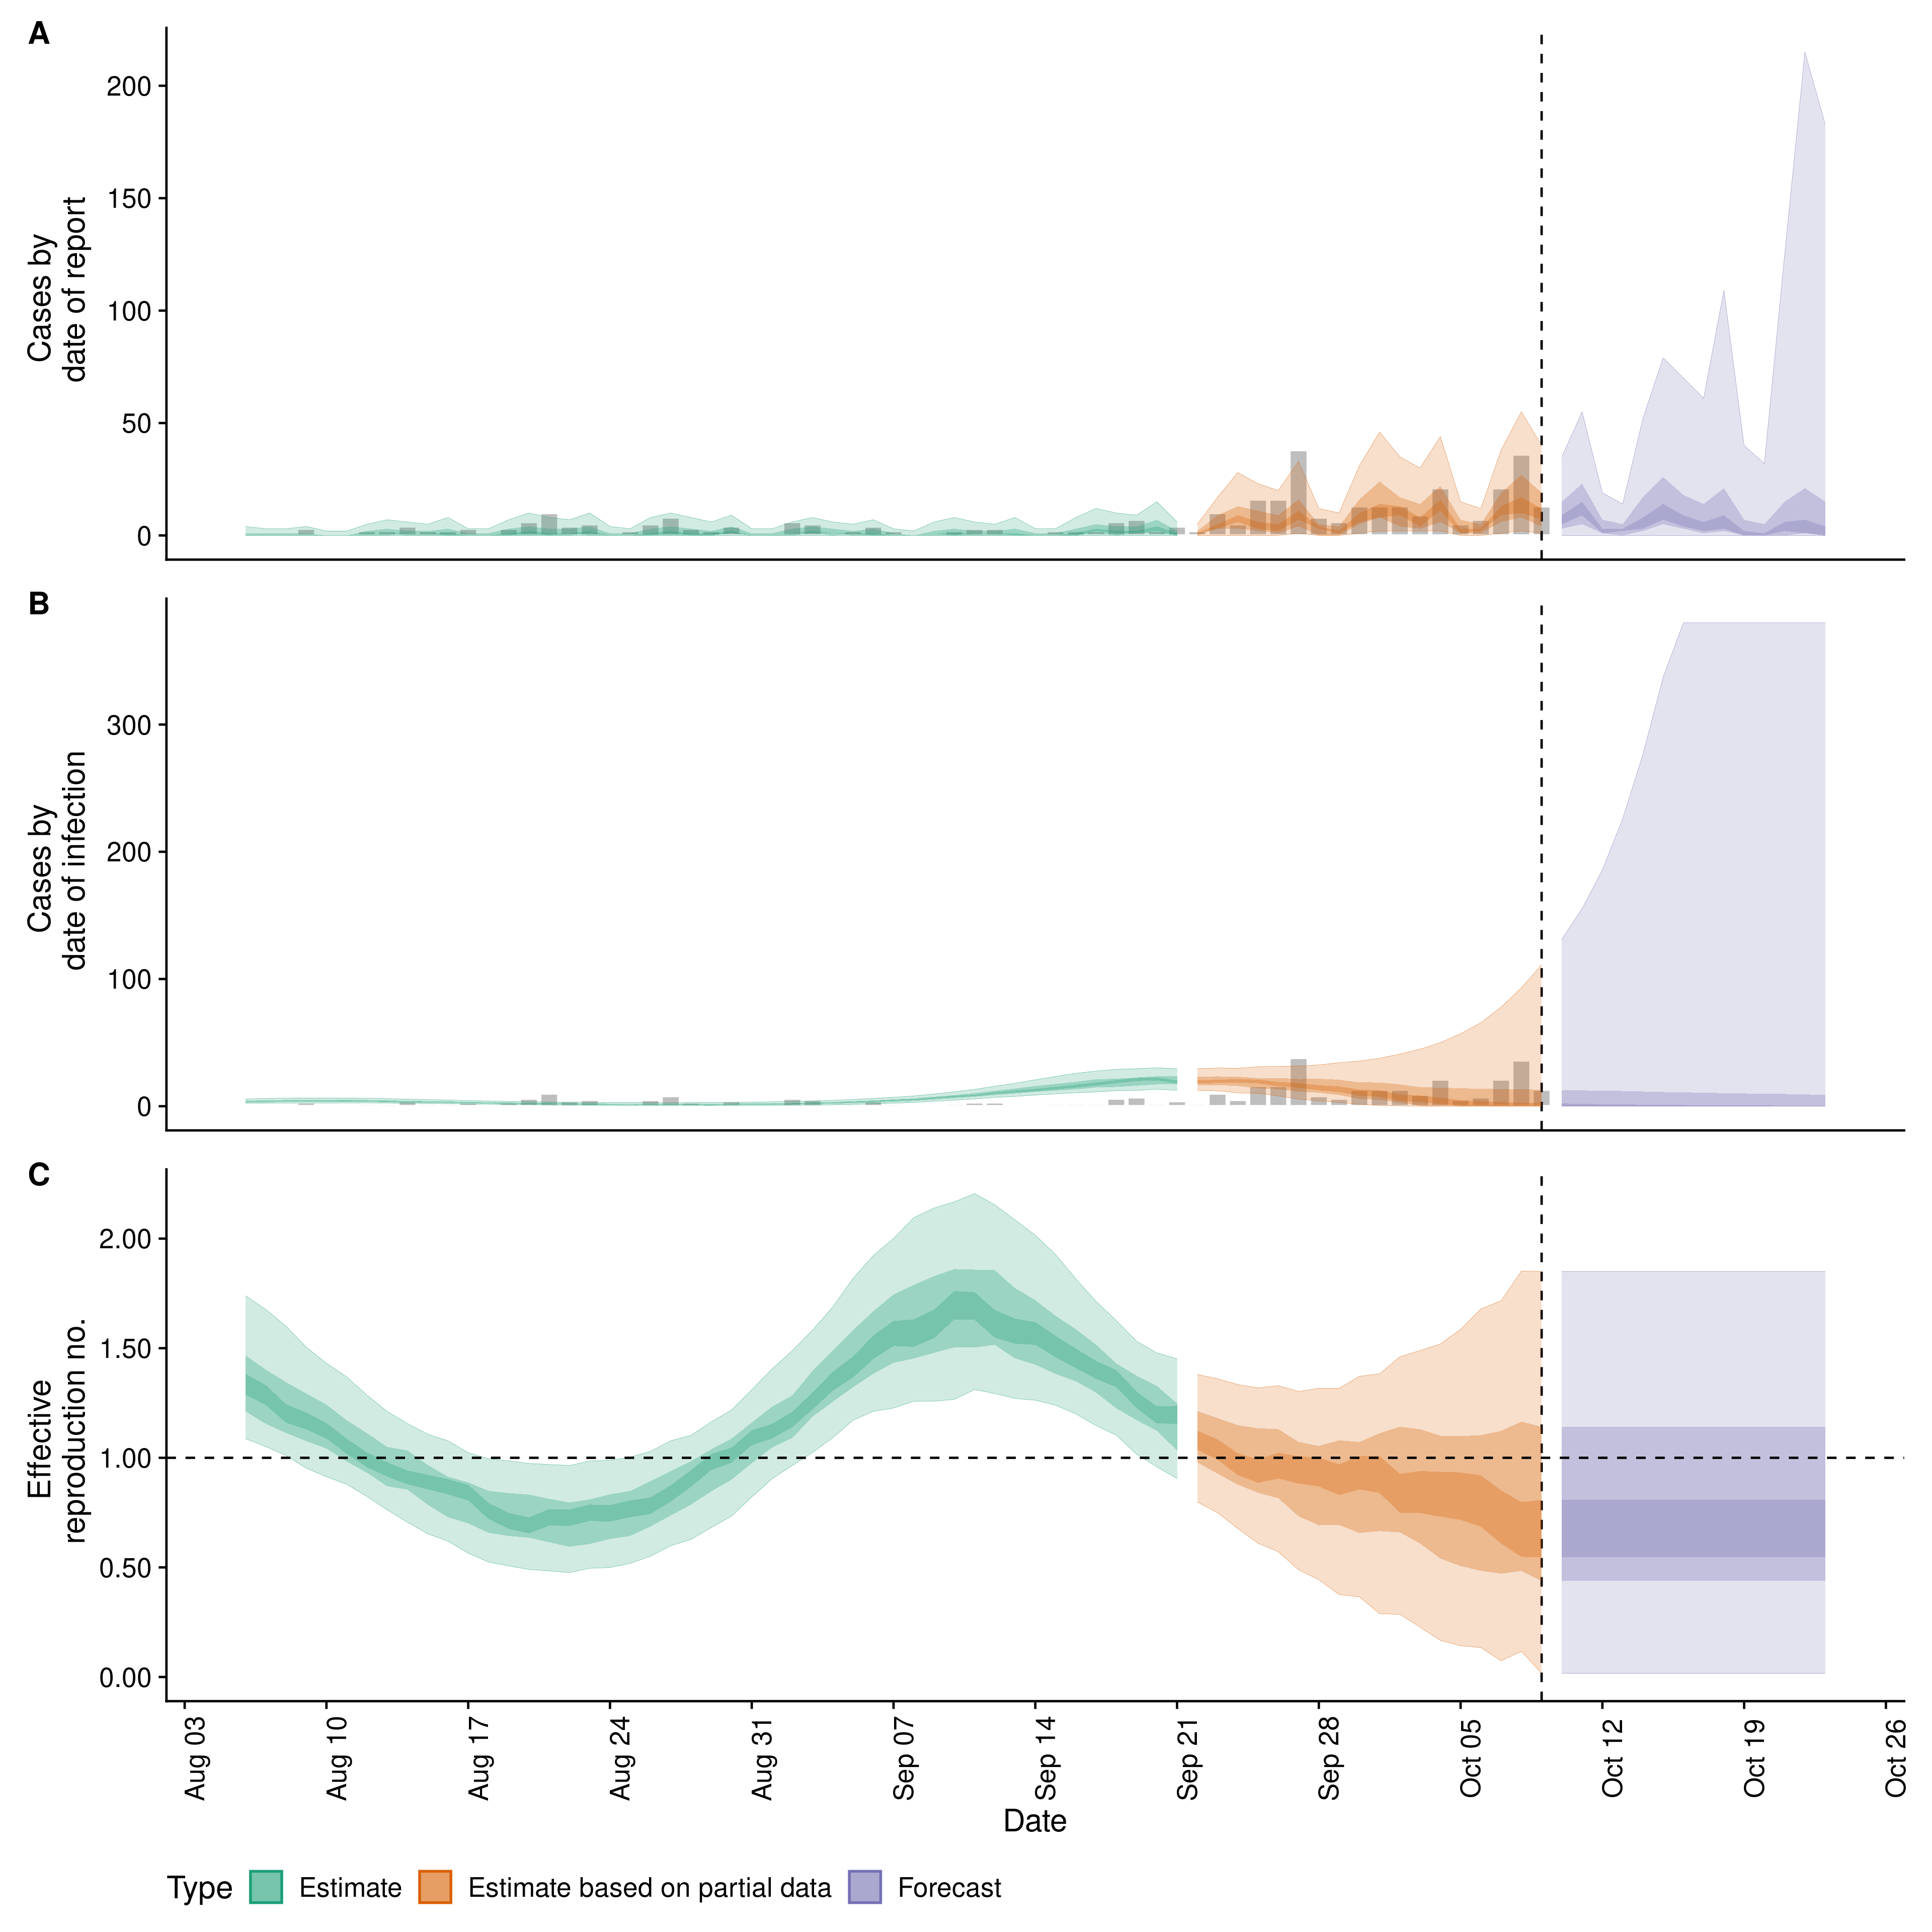 A
Cases by
date of report
200
150
100
50
0
B
Cases by
date of infection
300
200
100
0
C
Effective
reproduction no.
2.00
1.50
1.00
0.50
0.00
Aug 03
Aug 10
Aug 17
Aug 24
Aug 31
Sep 07
Sep 14
Sep 21
Sep 28
Oct 05
Oct 12
Oct 19
Oct 26
Date
Type Estimate Estimate based on partial data Forecast